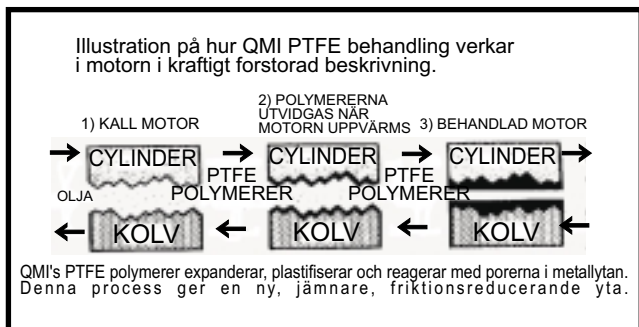 Illustration på hur QMI PTFE behandling verkar
i motorn i kraftigt forstorad beskrivning.
1) KALL MOTOR
2) POLYMERERNA
UTVIDGAS NÄR
MOTORN UPPVÄRMS
3) BEHANDLAD MOTOR
CYLINDER
CYLINDER
CYLINDER
OLJA
PTFE
POLYMERER
PTFE
POLYMERER
KOLV
KOLV
KOLV
QMI's PTFE polymerer expanderar, plastifiserar och reagerar med porerna i metallytan.
Denna process ger en ny, jämnare, friktionsreducerande yta.